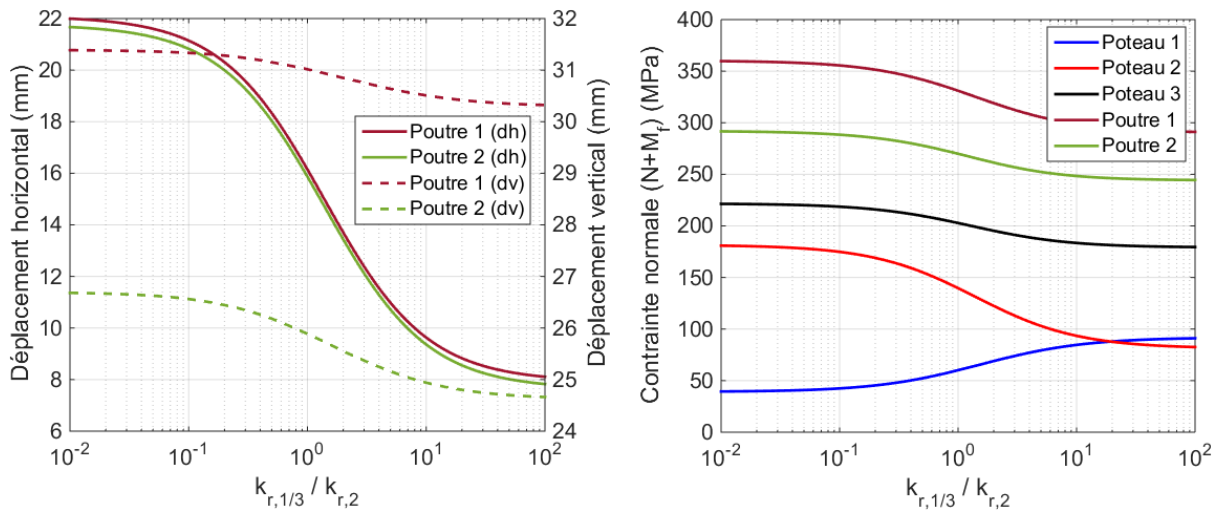 Déplacement horizontal (mm)
22
20
18
16
14
12
10
8
6
Poutre 1 (dh)
Poutre 2 (dh)
Poutre 1 (dv)
Poutre 2 (dv)
32
31
30
29
28
27
26
25
24
Déplacement vertical (mm)
10^-2 10^-1 10^0 10^1 10^2
k_r,1/3 / k_r,2
Contrainte normale (N+M_f) (MPa)
400
350
300
250
200
150
100
50
0
Poteau 1
Poteau 2
Poteau 3
Poutre 1
Poutre 2
10^-2 10^-1 10^0 10^1 10^2
k_r,1/3 / k_r,2